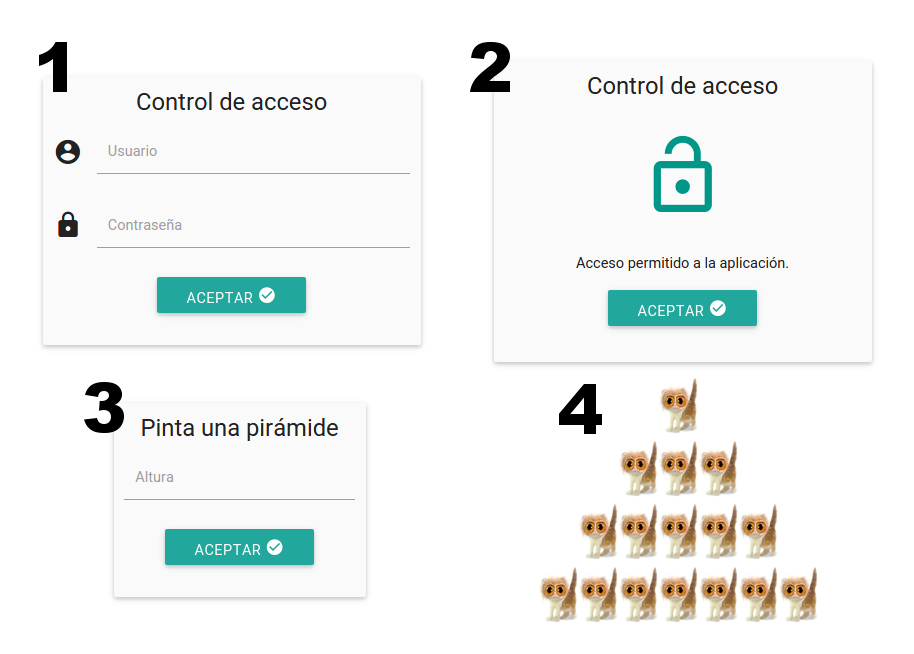 1
Control de acceso
Usuario
Contraseña
ACEPTAR
2
Control de acceso
Acceso permitido a la aplicación.
ACEPTAR
3
Pinta una pirámide
Altura
ACEPTAR
4